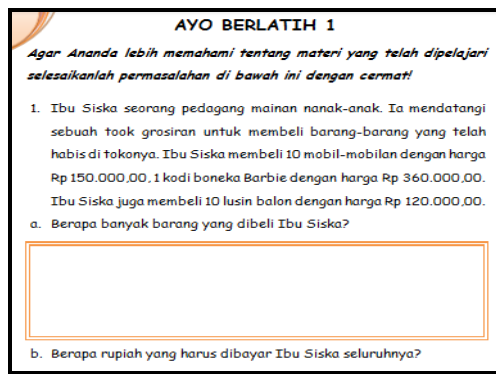 AYO BERLATIH 1
Agar Ananda lebih memahami tentang materi yang telah dipelajari
selesaikanlah permasalahan di bawah ini dengan cermat!
1. Ibu Siska seorang pedagang mainan nanak-anak. Ia mendatangi
sebuah took grosiran untuk membeli barang-barang yang telah
habis di tokonya. Ibu Siska membeli 10 mobil-mobilan dengan harga
Rp 150.000,00, 1 kodi boneka Barbie dengan harga Rp 360.000,00.
Ibu Siska juga membeli 10 lusin balon dengan harga Rp 120.000,00.
a. Berapa banyak barang yang dibeli Ibu Siska?
b. Berapa rupiah yang harus dibayar Ibu Siska seluruhnya?